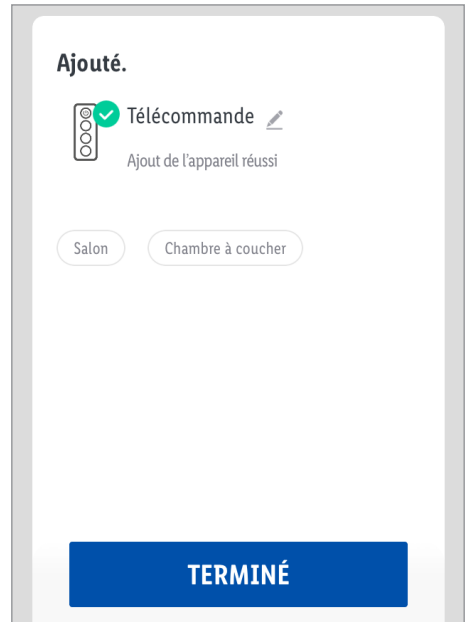 Ajouté.
Télécommande
Ajout de l'appareil réussi
Salon
Chambre à coucher
TERMINÉ